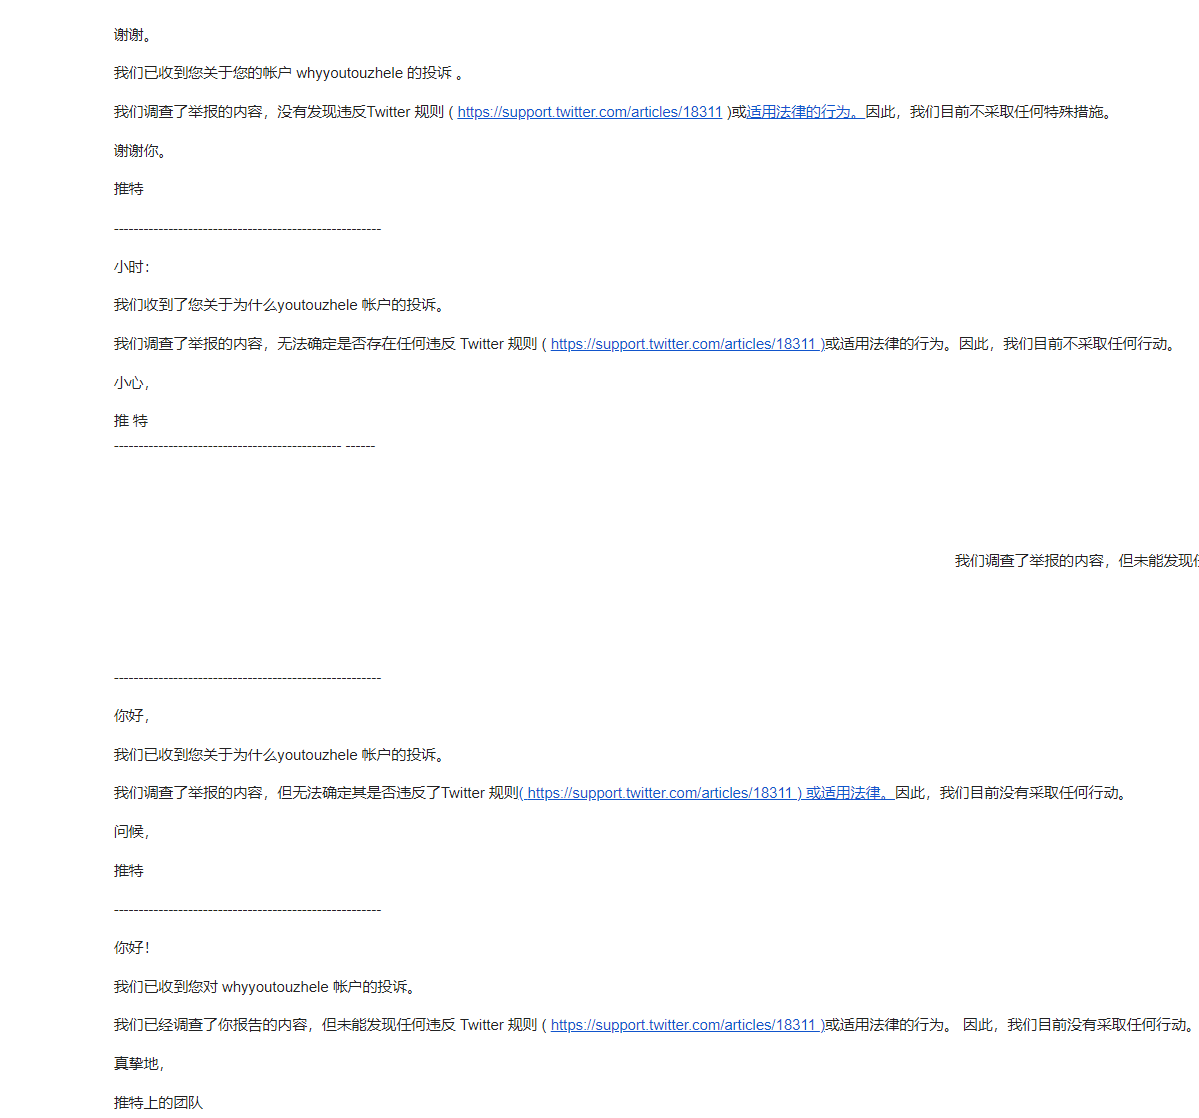 谢谢。
我们已收到您关于您的帐户 whyyoutouzhele 的投诉 。
我们调查了举报的内容，没有发现违反Twitter 规则 ( https://support.twitter.com/articles/18311 )或适用法律的行为。因此，我们目前不采取任何特殊措施。
谢谢你。
推特
------------------------------------------------------
小时：
我们收到了您关于为什么youtouzhele 帐户的投诉。
我们调查了举报的内容，无法确定是否存在任何违反 Twitter 规则 ( https://support.twitter.com/articles/18311 )或适用法律的行为。因此，我们目前不采取任何行动。
小心，
推 特
---------------------------------------------- ------
我们调查了举报的内容，但未能发现
------------------------------------------------------
你好，
我们已收到您关于为什么youtouzhele 帐户的投诉。
我们调查了举报的内容，但无法确定其是否违反了Twitter 规则( https://support.twitter.com/articles/18311 ) 或适用法律。因此，我们目前没有采取任何行动。
问候，
推特
------------------------------------------------------
你好！
我们已收到您对 whyyoutouzhele 帐户的投诉。
我们已经调查了你报告的内容，但未能发现任何违反 Twitter 规则 ( https://support.twitter.com/articles/18311 )或适用法律的行为。 因此，我们目前没有采取任何行动。
真挚地，
推特上的团队